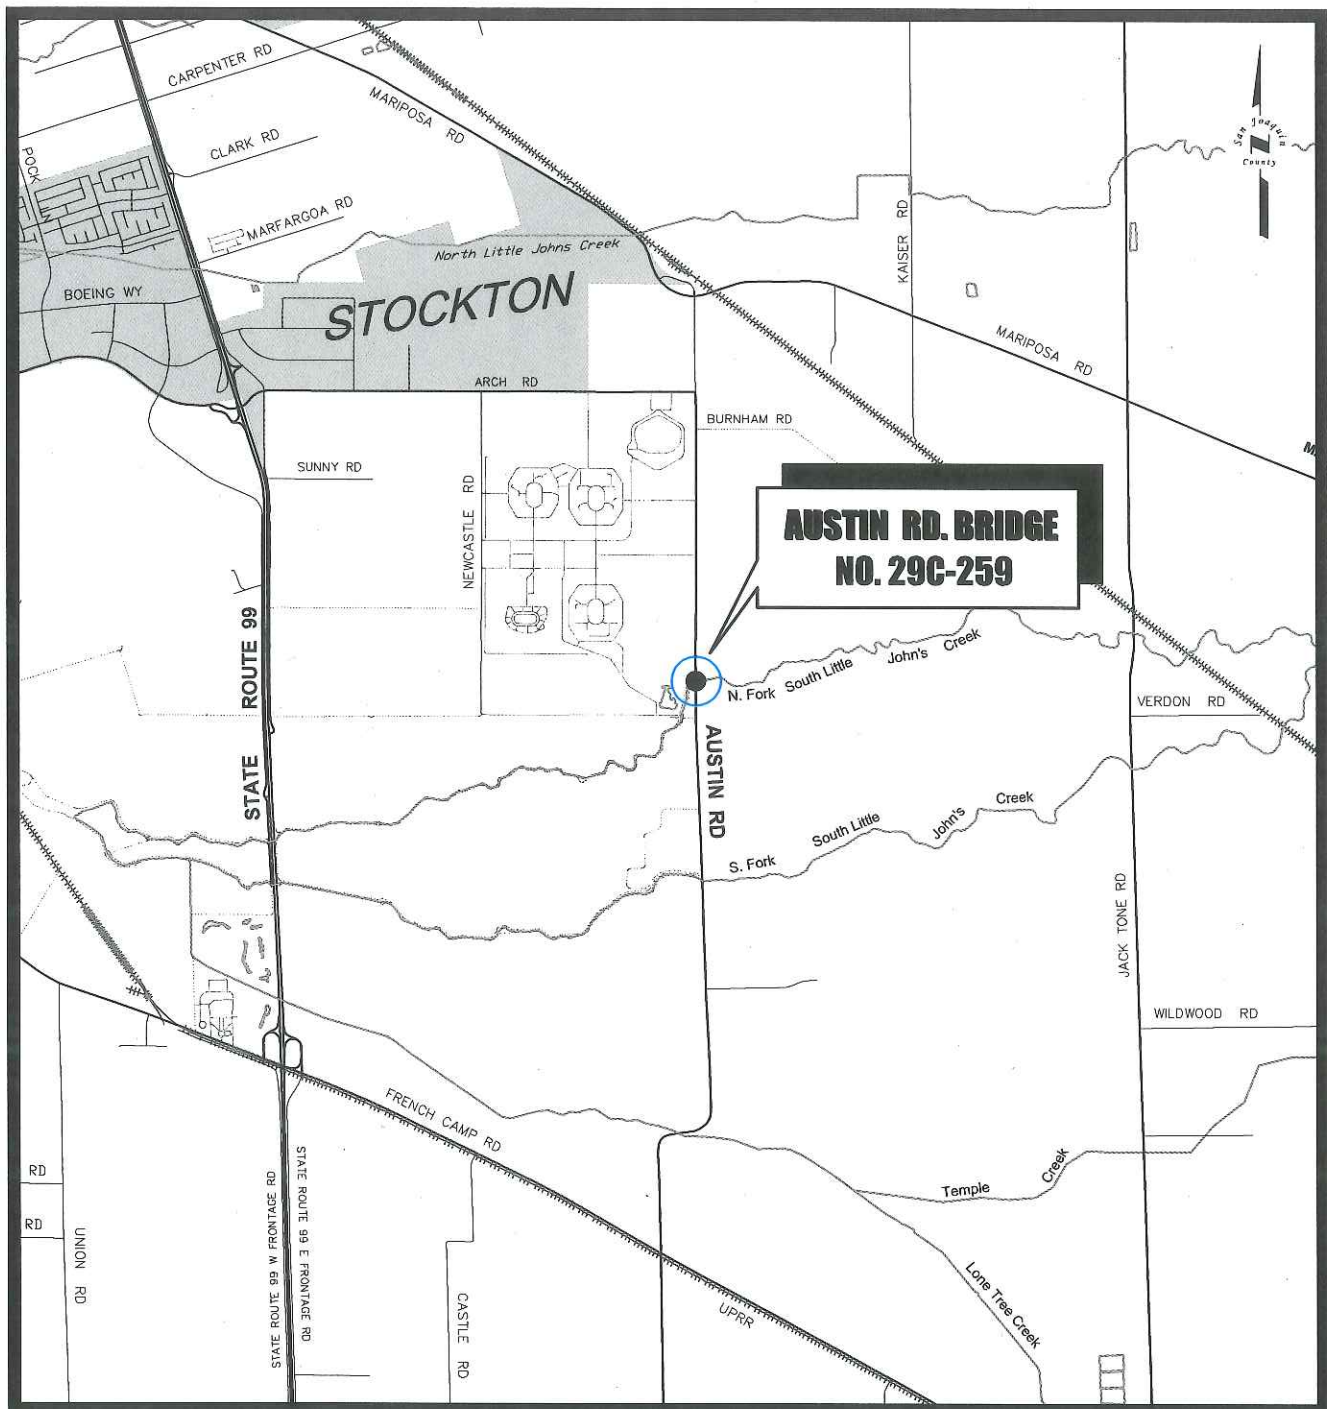 CARPENTER RD
MARIPOSA RD
CLARK RD
POCK LN
MARFARGOA RD
San Joaquin
County
North Little Johns Creek
KAISER RD
BOEING WY
STOCKTON
MARIPOSA RD
ARCH RD
BURNHAM RD
SUNNY RD
NEWCASTLE RD
AUSTIN RD. BRIDGE
NO. 29C-259
STATE ROUTE 99
N. Fork South Little John's Creek
VERDON RD
AUSTIN RD
S. Fork South Little John's Creek
JACK TONE RD
WILDWOOD RD
FRENCH CAMP RD
RD
RD
UNION RD
STATE ROUTE 99 W FRONTAGE RD
STATE ROUTE 99 E FRONTAGE RD
CASTLE RD
UPRR
Temple Creek
Lone Tree Creek